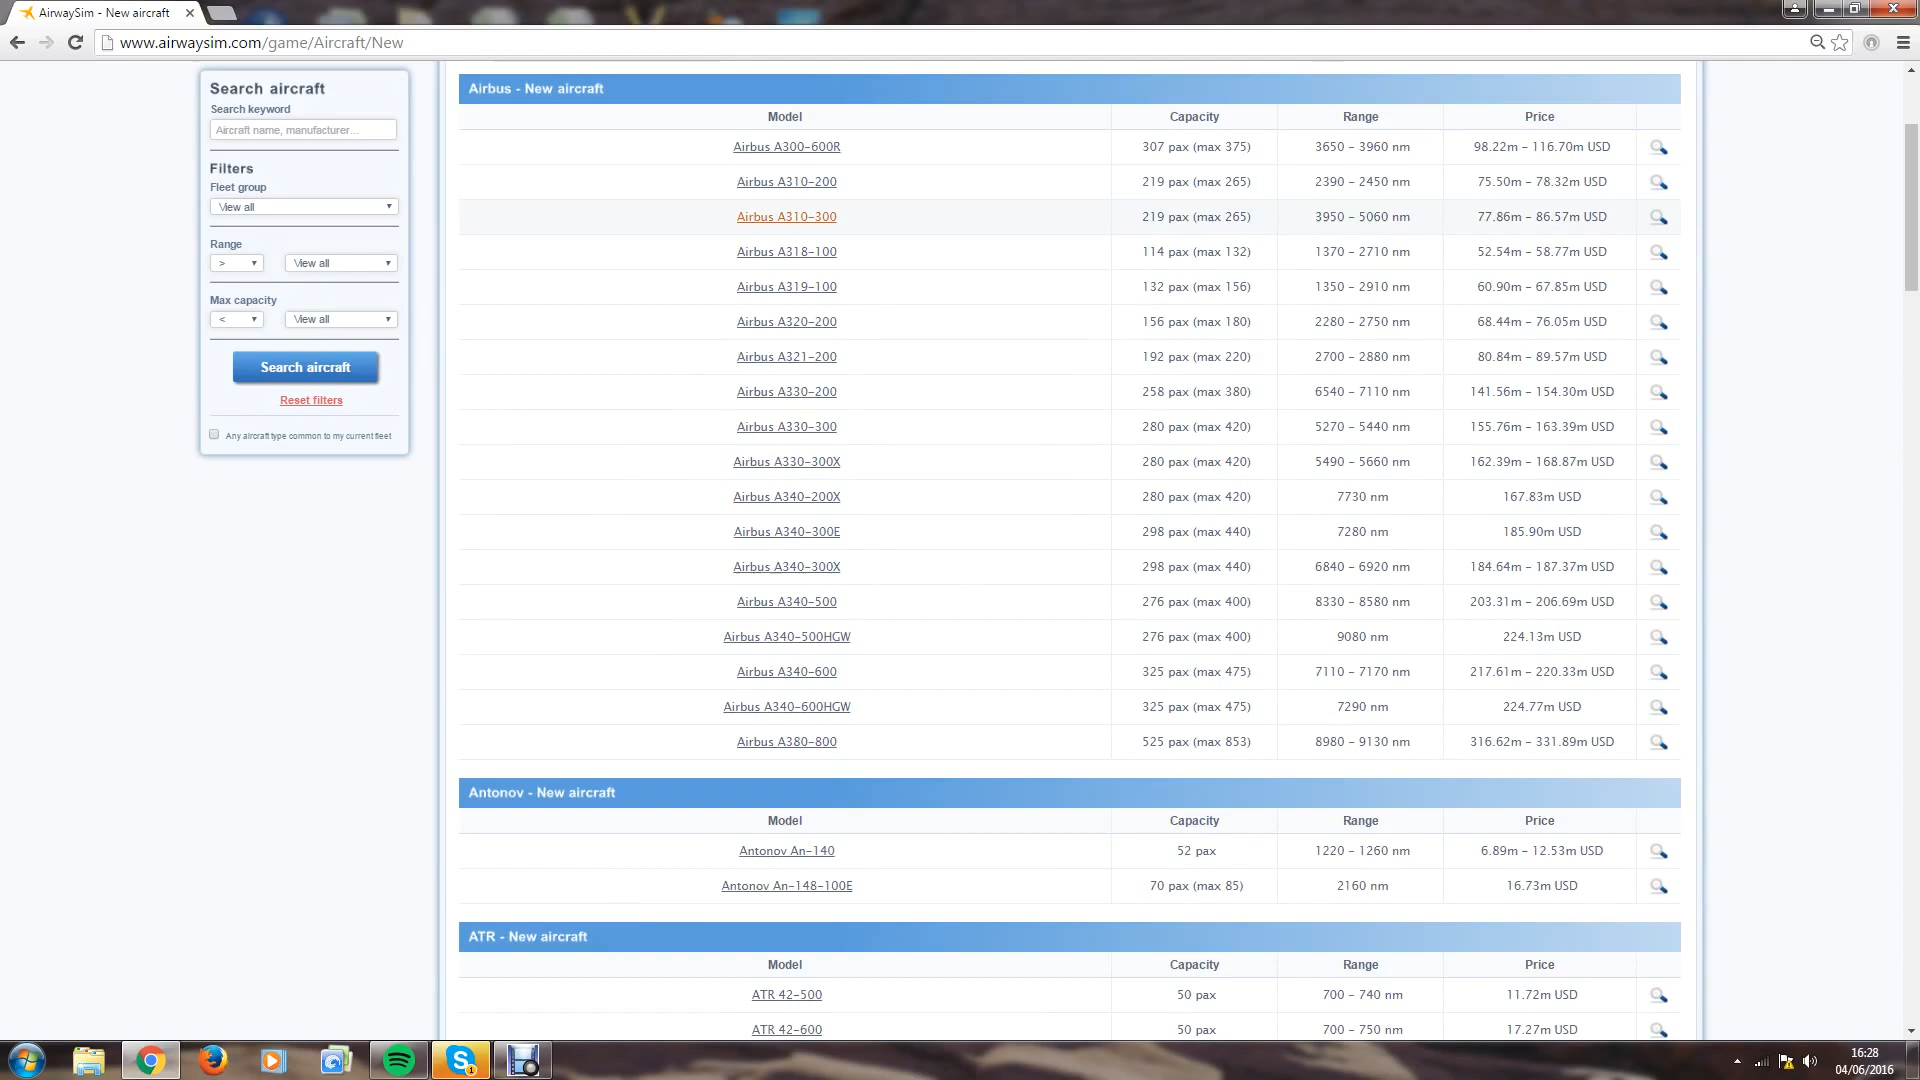 AirwaySim - New aircraft
www.airwaysim.com/game/Aircraft/New
Search aircraft
Search keyword
Aircraft name, manufacturer...
Filters
Fleet group
View all
Range
> View all
Max capacity
< View all
Search aircraft
Reset filters
Any aircraft type common to my current fleet
Airbus - New aircraft
Model Capacity Range Price
Airbus A300-600R 307 pax (max 375) 3650 - 3960 nm 98.22m - 116.70m USD
Airbus A310-200 219 pax (max 265) 2390 - 2450 nm 75.50m - 78.32m USD
Airbus A310-300 219 pax (max 265) 3950 - 5060 nm 77.86m - 86.57m USD
Airbus A318-100 114 pax (max 132) 1370 - 2710 nm 52.54m - 58.77m USD
Airbus A319-100 132 pax (max 156) 1350 - 2910 nm 60.90m - 67.85m USD
Airbus A320-200 156 pax (max 180) 2280 - 2750 nm 68.44m - 76.05m USD
Airbus A321-200 192 pax (max 220) 2700 - 2880 nm 80.84m - 89.57m USD
Airbus A330-200 258 pax (max 380) 6540 - 7110 nm 141.56m - 154.30m USD
Airbus A330-300 280 pax (max 420) 5270 - 5440 nm 155.76m - 163.39m USD
Airbus A330-300X 280 pax (max 420) 5490 - 5660 nm 162.39m - 168.87m USD
Airbus A340-200X 280 pax (max 420) 7730 nm 167.83m USD
Airbus A340-300E 298 pax (max 440) 7280 nm 185.90m USD
Airbus A340-300X 298 pax (max 440) 6840 - 6920 nm 184.64m - 187.37m USD
Airbus A340-500 276 pax (max 400) 8330 - 8580 nm 203.31m - 206.69m USD
Airbus A340-500HGW 276 pax (max 400) 9080 nm 224.13m USD
Airbus A340-600 325 pax (max 475) 7110 - 7170 nm 217.61m - 220.33m USD
Airbus A340-600HGW 325 pax (max 475) 7290 nm 224.77m USD
Airbus A380-800 525 pax (max 853) 8980 - 9130 nm 316.62m - 331.89m USD
Antonov - New aircraft
Model Capacity Range Price
Antonov An-140 52 pax 1220 - 1260 nm 6.89m - 12.53m USD
Antonov An-148-100E 70 pax (max 85) 2160 nm 16.73m USD
ATR - New aircraft
Model Capacity Range Price
ATR 42-500 50 pax 700 - 740 nm 11.72m USD
ATR 42-600 50 pax 700 - 750 nm 17.27m USD
16:28
04/06/2016